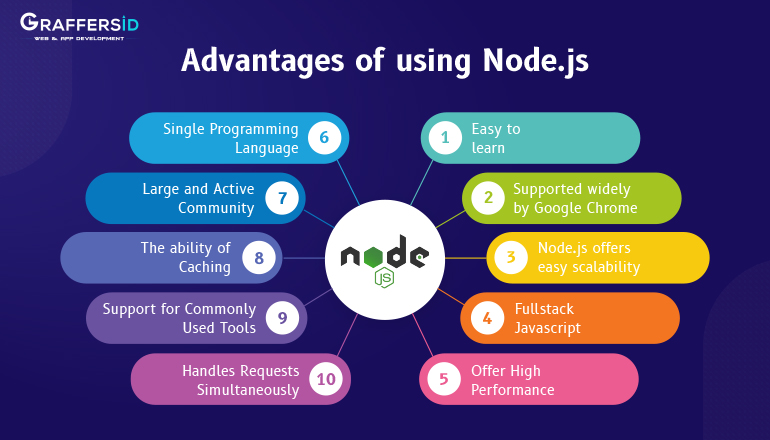 GRAFFERSID
WEB & APP DEVELOPMENT
Advantages of using Node.js
1
Easy to
learn
2
Supported widely
by Google Chrome
3
Node.js offers
easy scalability
4
Fullstack
Javascript
5
Offer High
Performance
Single Programming
Language
6
Large and Active
Community
7
The ability of
Caching
8
Support for Commonly
Used Tools
9
Handles Requests
Simultaneously
10
node
JS